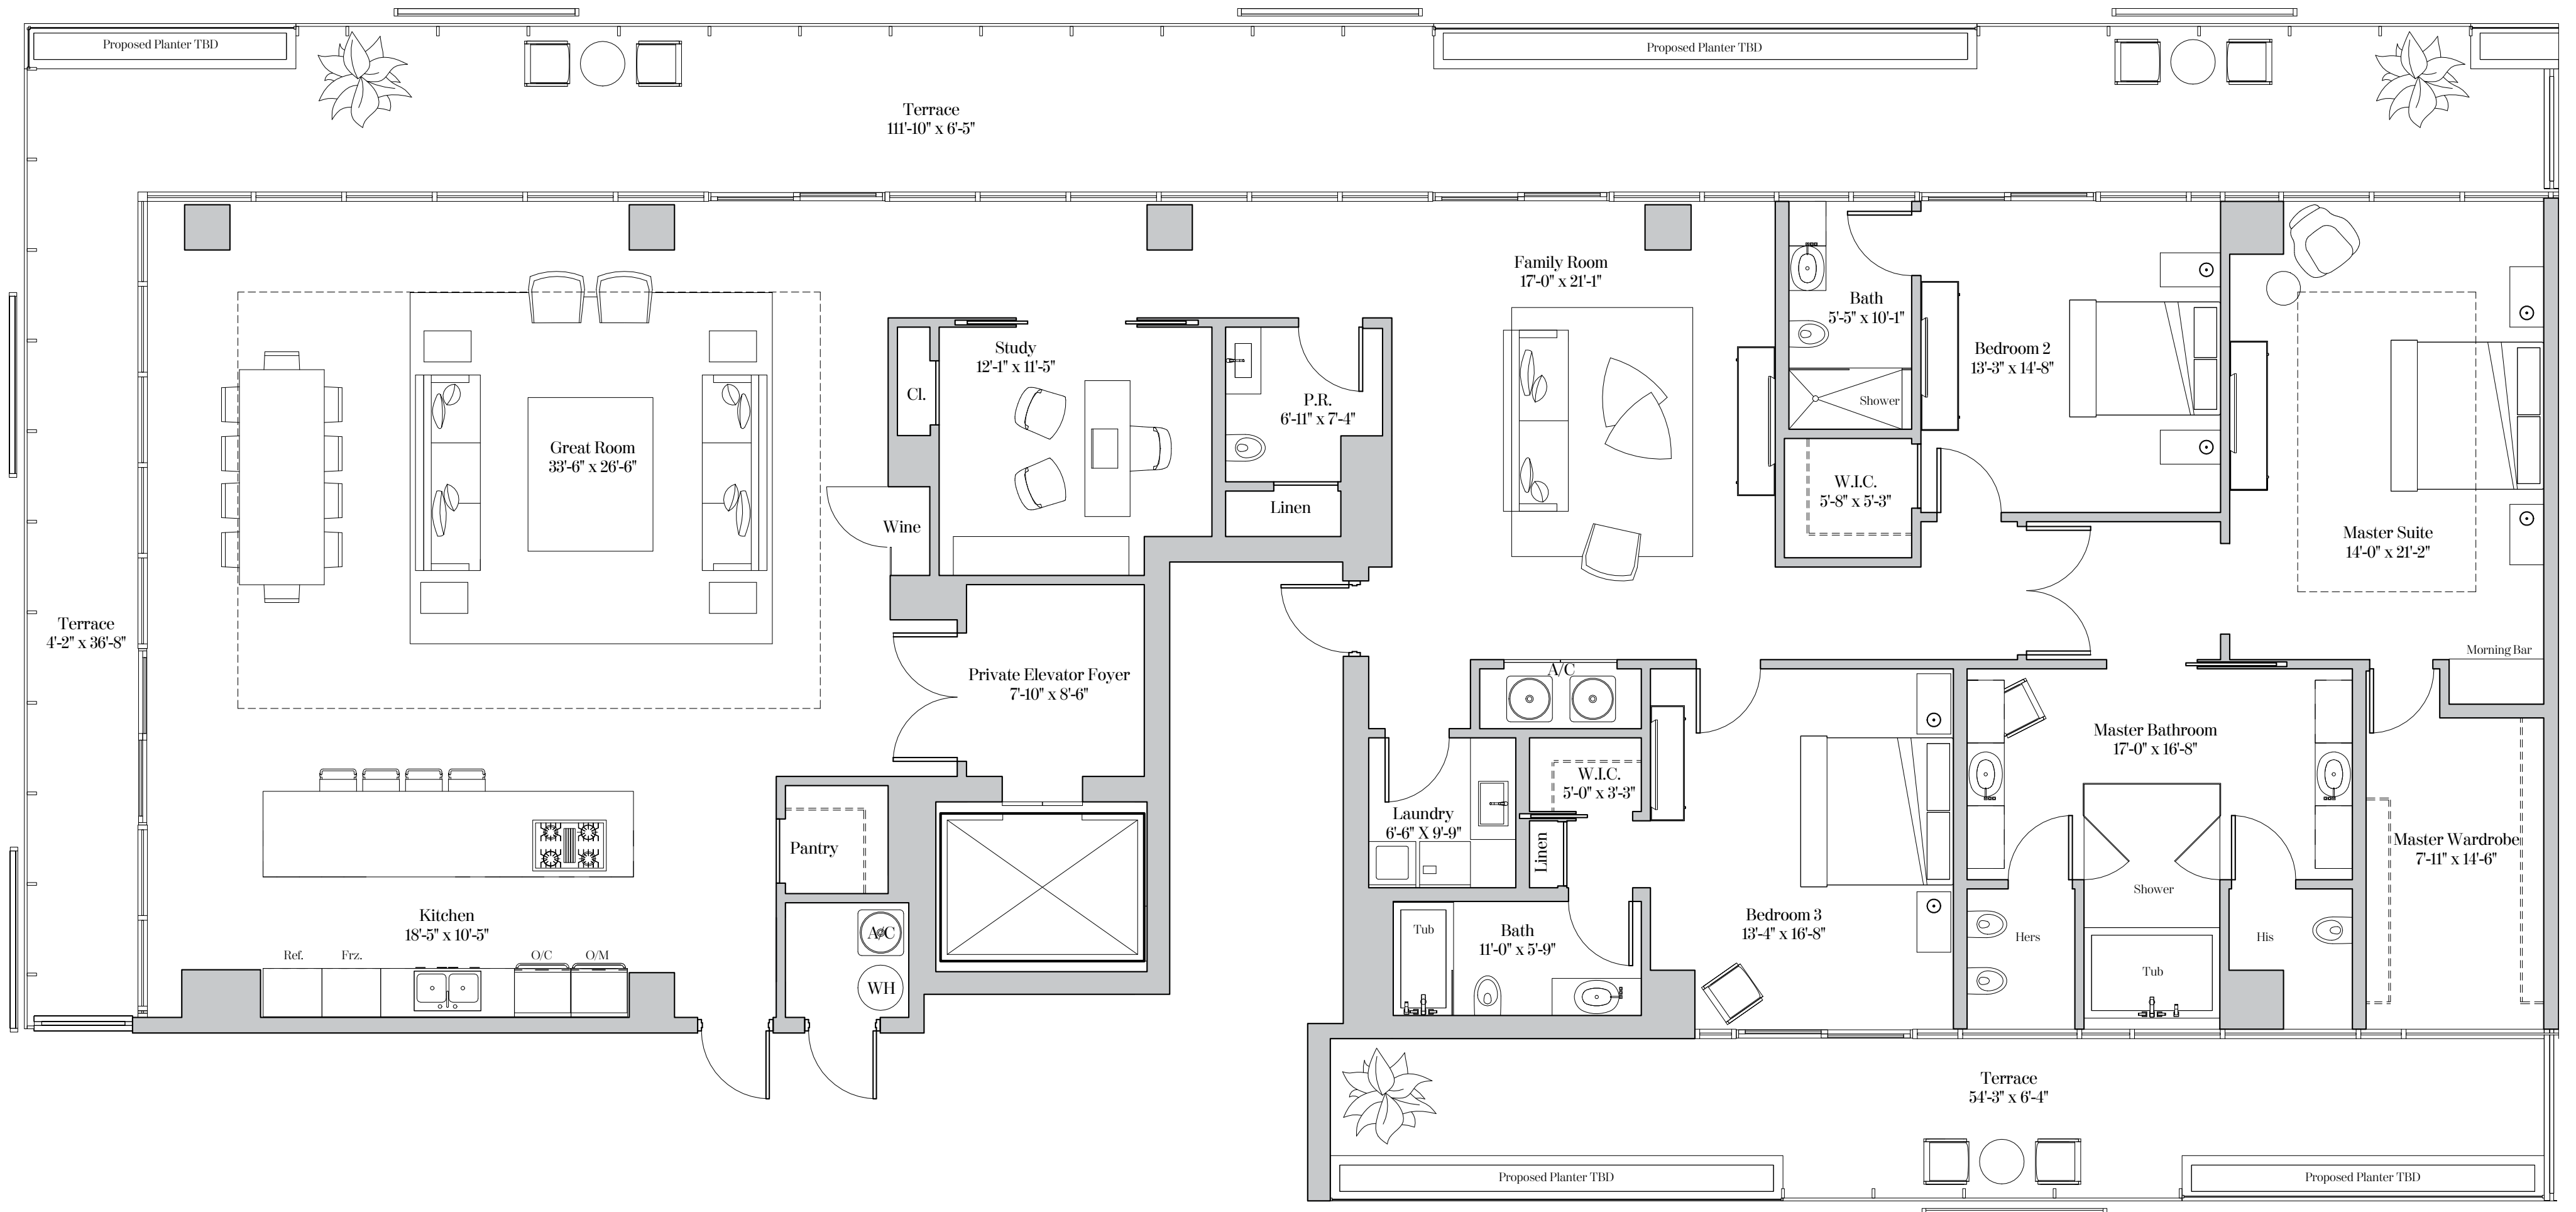 Proposed Planter TBD
Proposed Planter TBD
Terrace
111'-10" x 6'-5"
Family Room
17'-0" x 21'-1"
Bath
5'-5" x 10'-1"
Shower
Bedroom 2
13'-3" x 14'-8"
Study
12'-1" x 11'-5"
Cl.
P.R.
6'-11" x 7'-4"
Great Room
33'-6" x 26'-6"
W.I.C.
5'-8" x 5'-3"
Linen
Wine
Master Suite
14'-0" x 21'-2"
Terrace
4'-2" x 36'-8"
Morning Bar
Private Elevator Foyer
7'-10" x 8'-6"
A/C
Master Bathroom
17'-0" x 16'-8"
W.I.C.
5'-0" x 3'-3"
Laundry
6'-6" X 9'-9"
Linen
Pantry
Master Wardrobe
7'-11" x 14'-6"
Shower
Kitchen
18'-5" x 10'-5"
Bedroom 3
13'-4" x 16'-8"
A/C
Tub
Bath
11'-0" x 5'-9"
Hers
His
Ref.
Frz.
O/C
O/M
Tub
WH
Terrace
54'-3" x 6'-4"
Proposed Planter TBD
Proposed Planter TBD